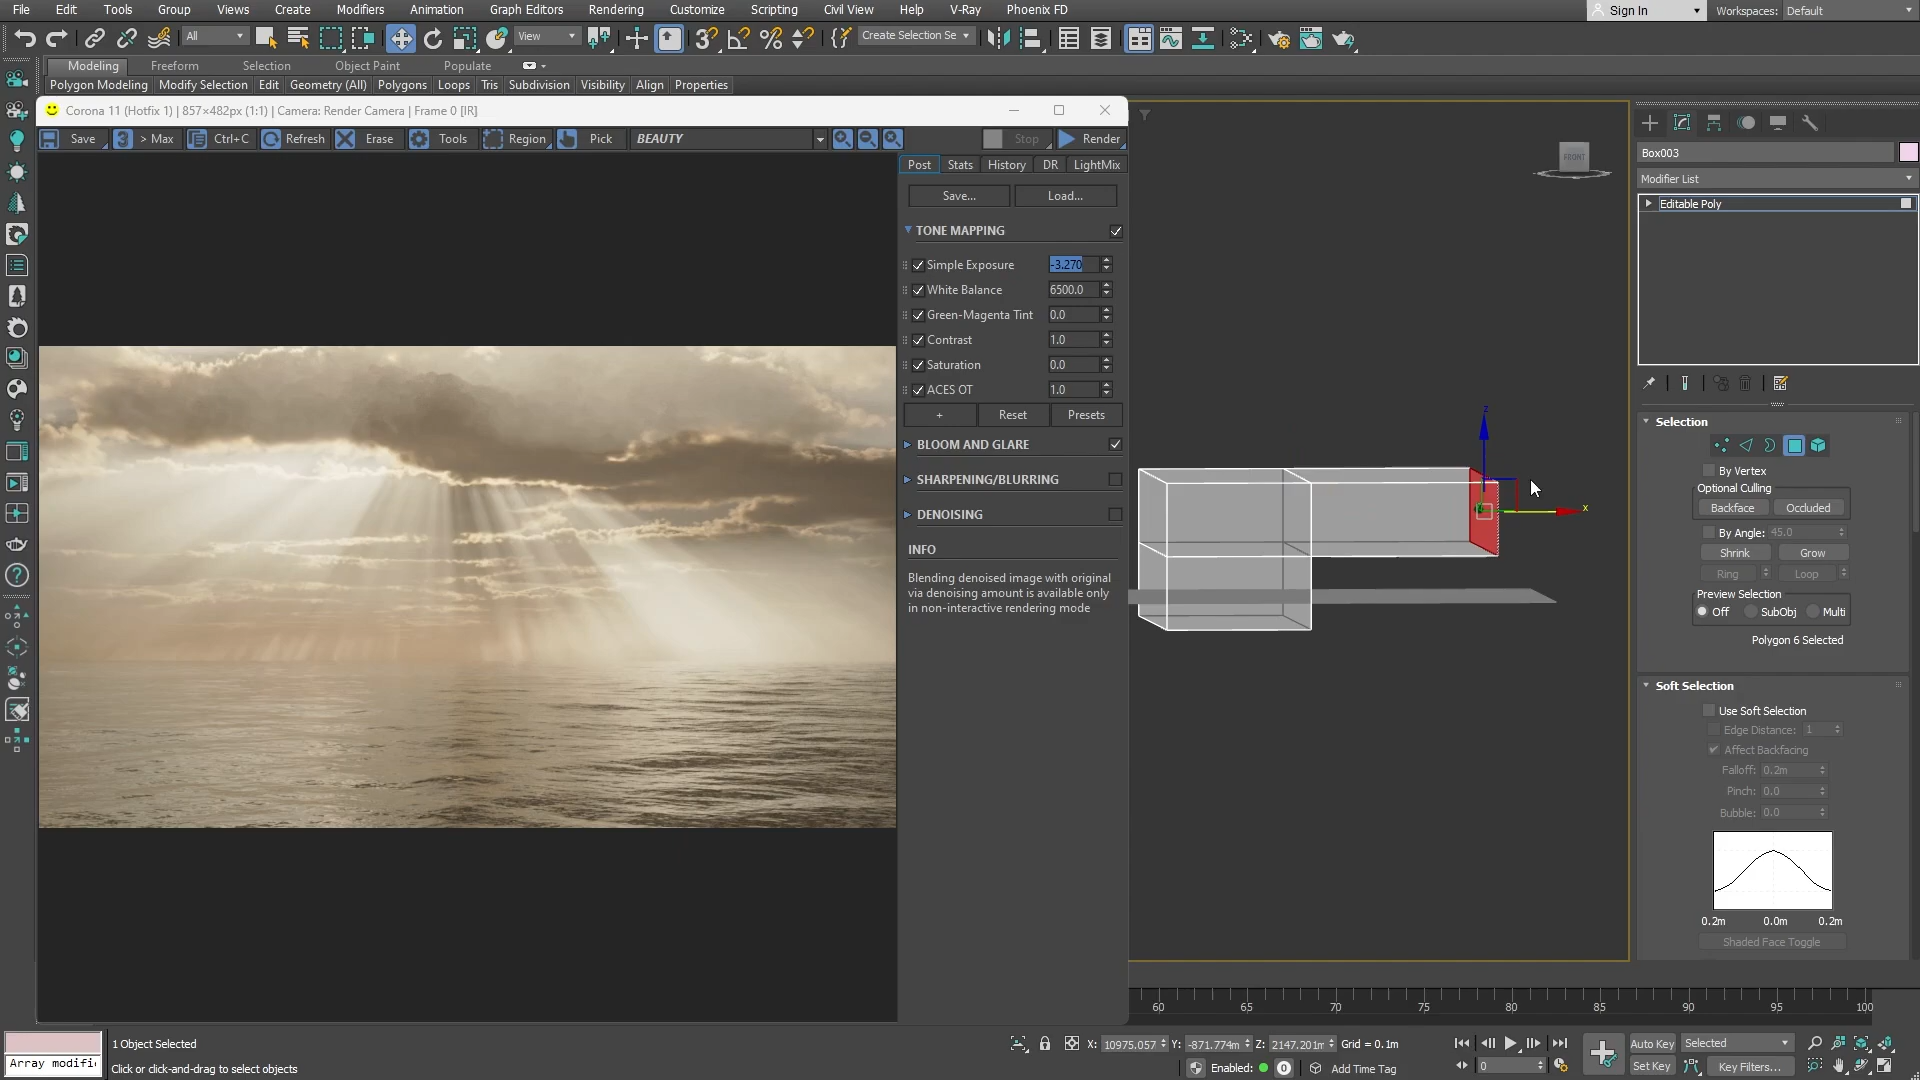 File Edit Tools Group Views Create Modifiers Animation Graph Editors Rendering Customize Scripting Civil View Help V-Ray Phoenix FD Sign In Workspaces: Default
All View Create Selection Se
Modeling Freeform Selection Object Paint Populate
Polygon Modeling Modify Selection Edit Geometry (All) Polygons Loops Tris Subdivision Visibility Align Properties
Corona 11 (Hotfix 1) | 857×482px (1:1) | Camera: Render Camera | Frame 0 [IR]
Save 3 > Max Ctrl+C Refresh Erase Tools Region Pick BEAUTY Stop Render
Post Stats History DR LightMix
Save... Load...
TONE MAPPING
Simple Exposure -3.270
White Balance 6500.0
Green-Magenta Tint 0.0
Contrast 1.0
Saturation 0.0
ACES OT 1.0
+ Reset Presets
BLOOM AND GLARE
SHARPENING/BLURRING
DENOISING
INFO
Blending denoised image with original
via denoising amount is available only
in non-interactive rendering mode
FRONT
z
x
Box003
Modifier List
Editable Poly
Selection
By Vertex
Optional Culling
Backface Occluded
By Angle: 45.0
Shrink Grow
Ring Loop
Preview Selection
Off SubObj Multi
Polygon 6 Selected
Soft Selection
Use Soft Selection
Edge Distance: 1
Affect Backfacing
Falloff: 0.2m
Pinch: 0.0
Bubble: 0.0
0.2m 0.0m 0.2m
Shaded Face Toggle
60 65 70 75 80 85 90 95 100
1 Object Selected
X: 10975.057 Y: -871.774m Z: 2147.201m Grid = 0.1m
Auto Key Selected
Array modifi
Click or click-and-drag to select objects
Enabled: 0 Add Time Tag
0
Set Key Key Filters...